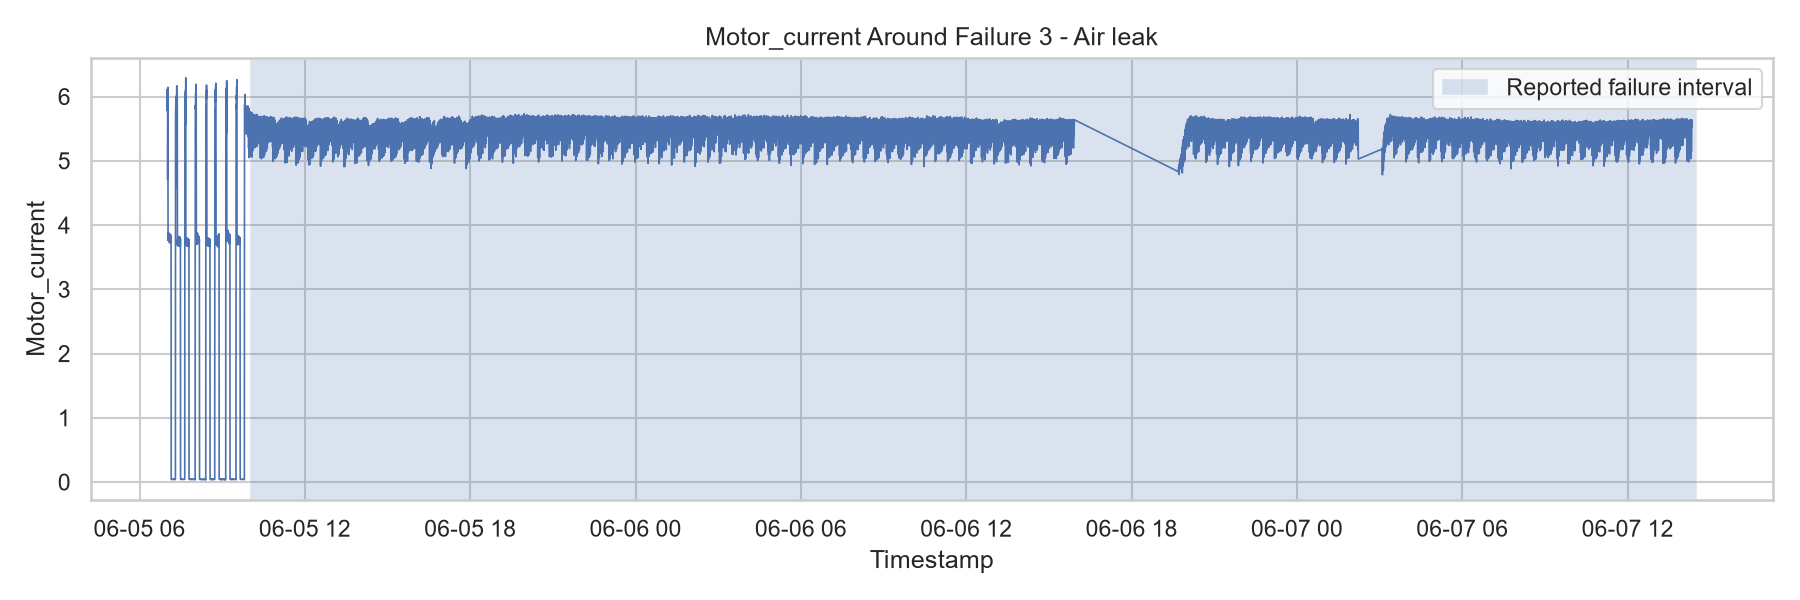 Motor_current Around Failure 3 - Air leak
Reported failure interval
Motor_current
6
5
4
3
2
1
0
06-05 06 06-05 12 06-05 18 06-06 00 06-06 06 06-06 12 06-06 18 06-07 00 06-07 06 06-07 12
Timestamp